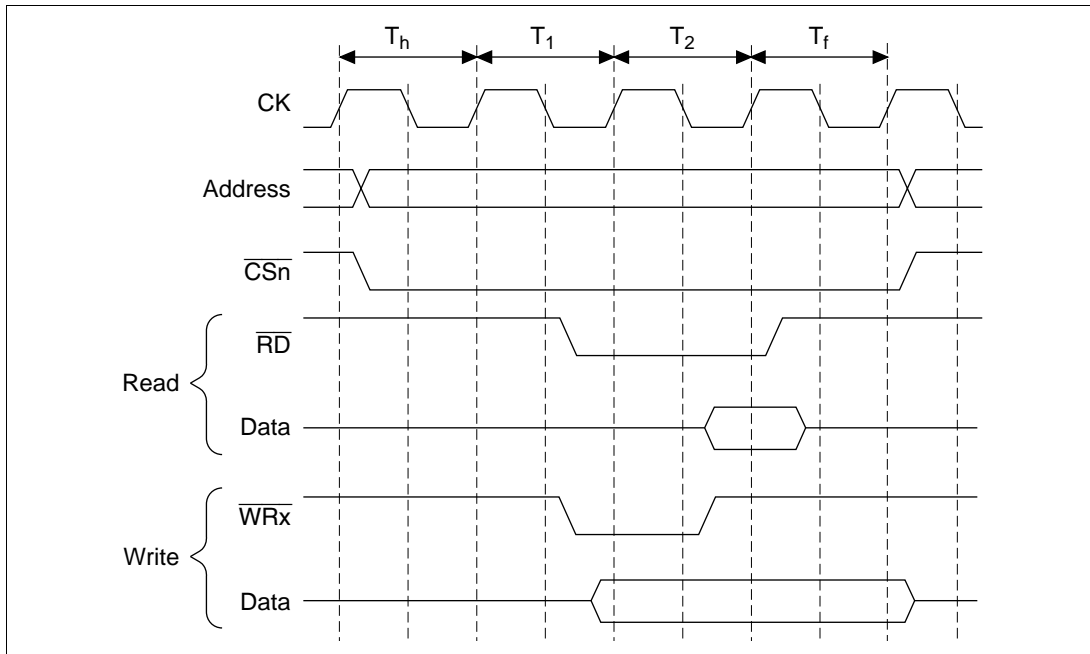 Th T1 T2 Tf
CK
Address
CSn
RD
Read
Data
WRx
Write
Data